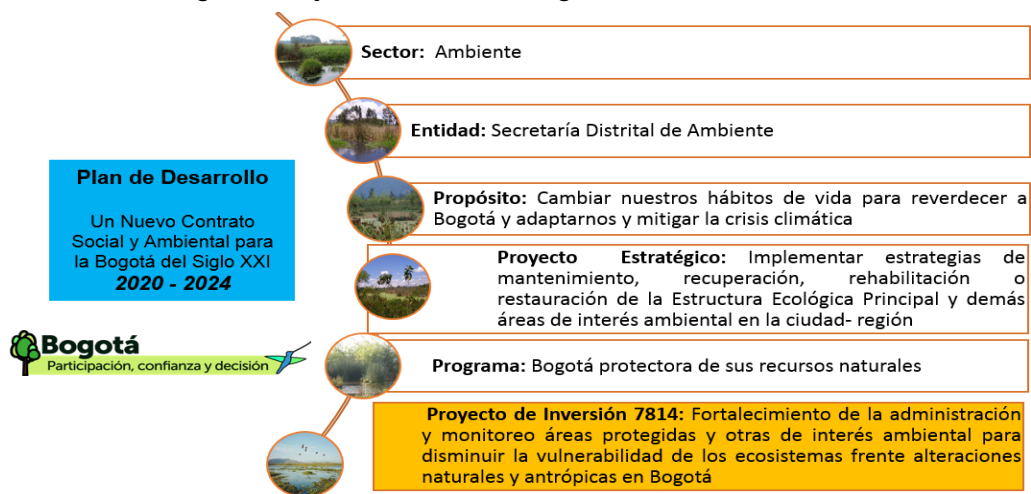 Sector: Ambiente
Entidad: Secretaría Distrital de Ambiente
Plan de Desarrollo
Un Nuevo Contrato
Social y Ambiental para
la Bogotá del Siglo XXI
2020 - 2024
Propósito: Cambiar nuestros hábitos de vida para reverdecer a
Bogotá y adaptarnos y mitigar la crisis climática
Proyecto Estratégico: Implementar estrategias de
mantenimiento, recuperación, rehabilitación o
restauración de la Estructura Ecológica Principal y demás
áreas de interés ambiental en la ciudad- región
Bogotá
Participación, confianza y decisión
Programa: Bogotá protectora de sus recursos naturales
Proyecto de Inversión 7814: Fortalecimiento de la administración
y monitoreo áreas protegidas y otras de interés ambiental para
disminuir la vulnerabilidad de los ecosistemas frente alteraciones
naturales y antrópicas en Bogotá